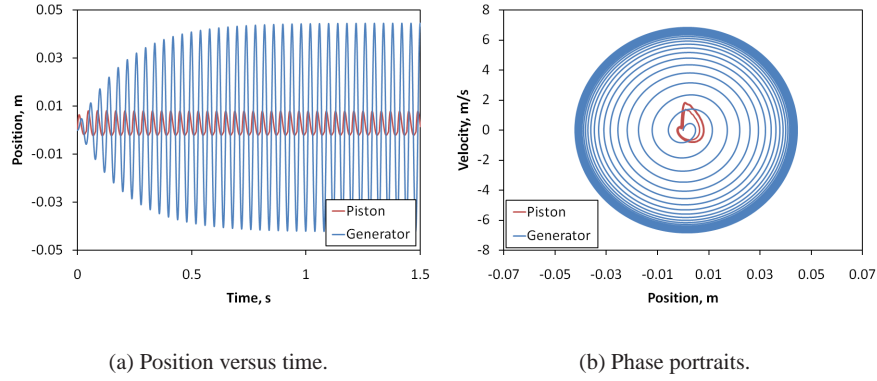 0.05
0.03
0.01
-0.01
-0.03
-0.05
Position, m
0
0.5
1
1.5
Time, s
Piston
Generator
(a) Position versus time.
8
6
4
2
0
-2
-4
-6
-8
Velocity, m/s
-0.07
-0.05
-0.03
-0.01
0.01
0.03
0.05
0.07
Position, m
Piston
Generator
(b) Phase portraits.